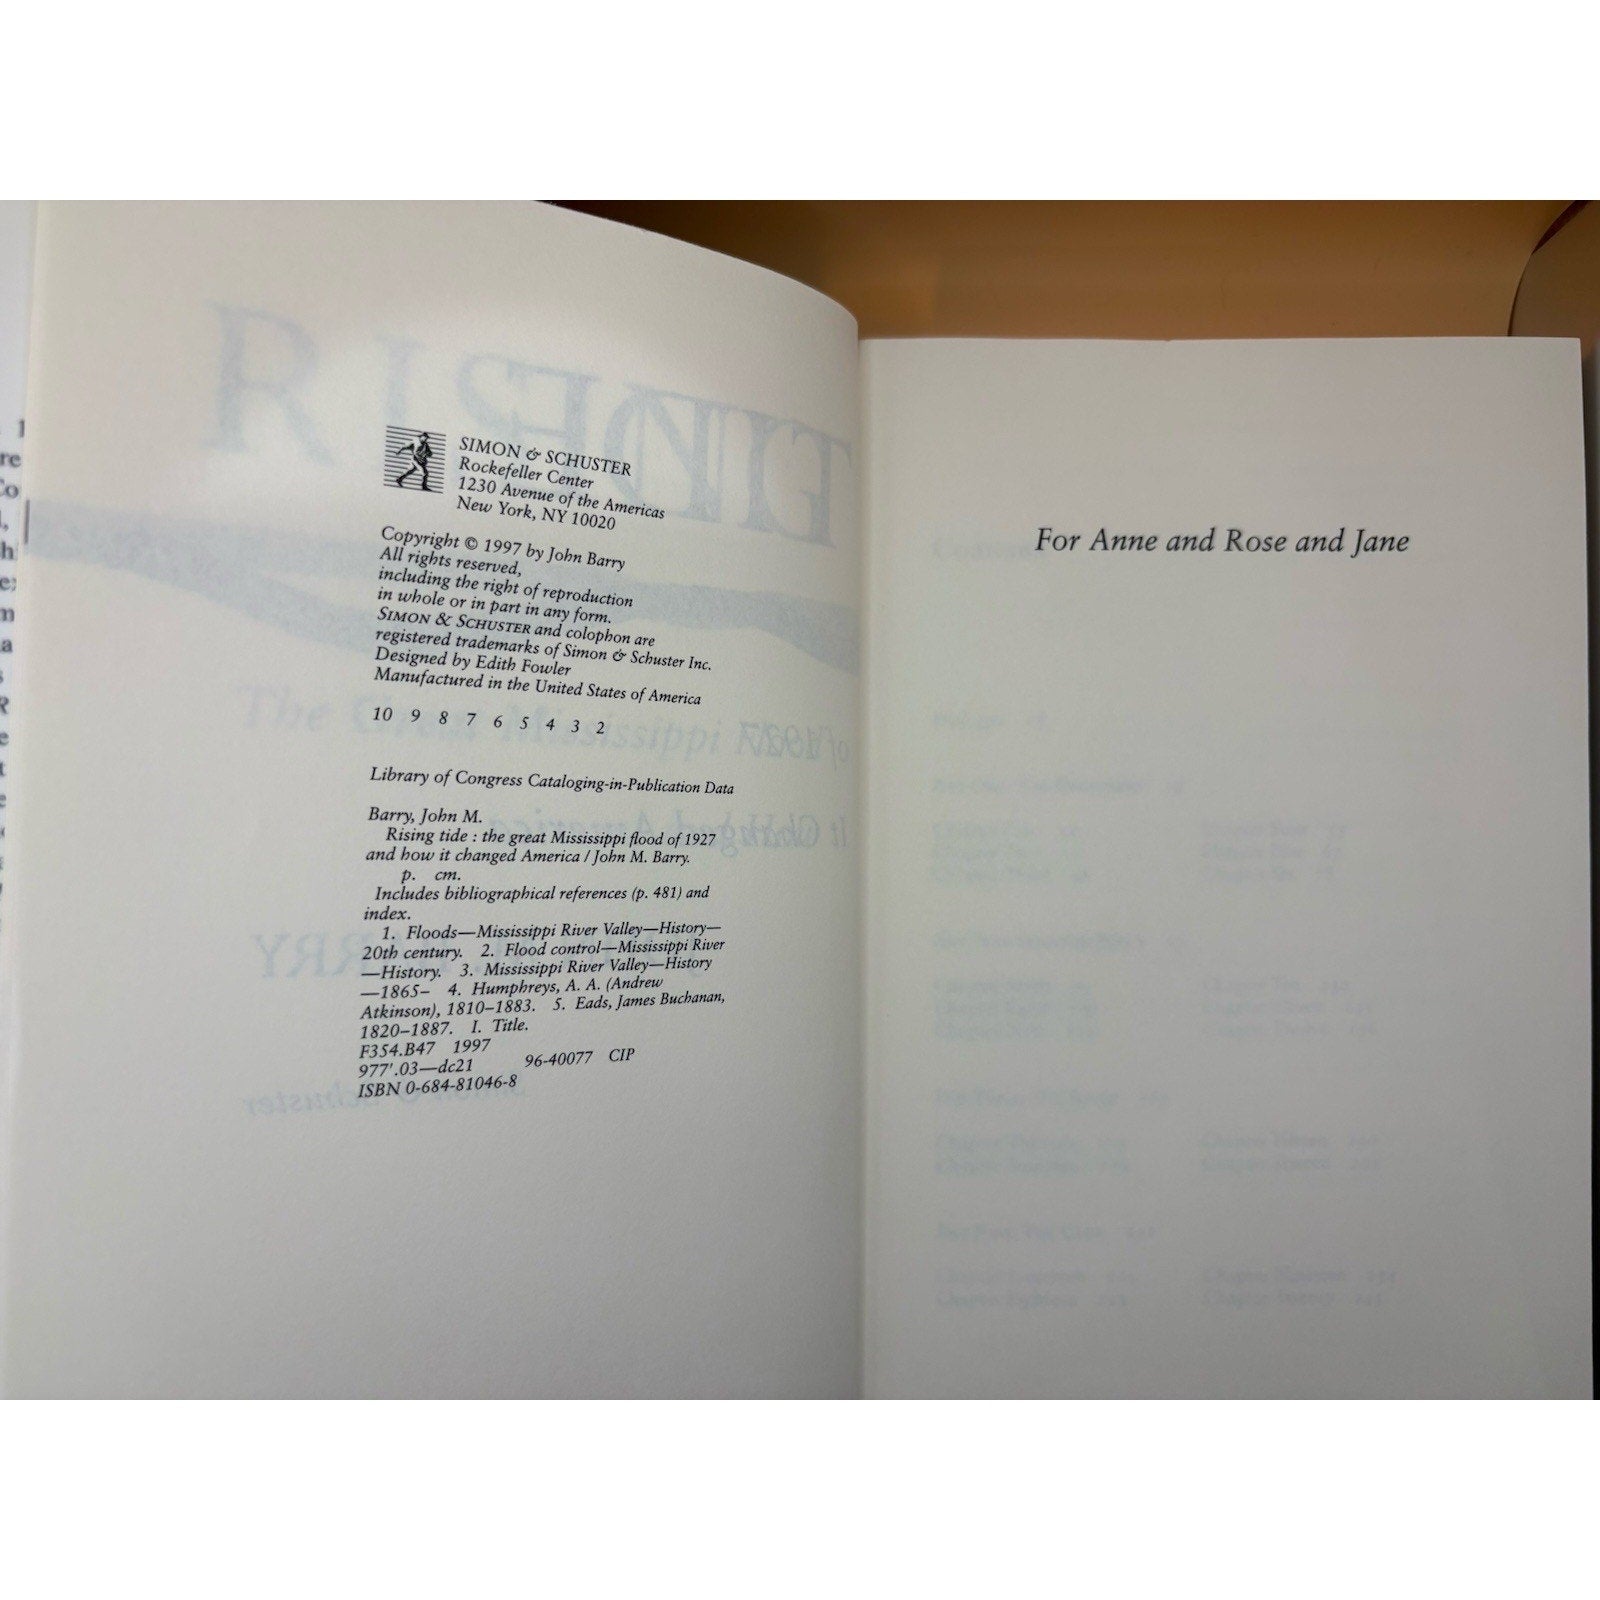 SIMON & SCHUSTER
Rockefeller Center
1230 Avenue of the Americas
New York, NY 10020
Copyright © 1997 by John Barry
All rights reserved,
including the right of reproduction
in whole or in part in any form.
SIMON & SCHUSTER and colophon are
registered trademarks of Simon & Schuster Inc.
Designed by Edith Fowler
Manufactured in the United States of America
10 9 8 7 6 5 4 3 2
Library of Congress Cataloging-in-Publication Data
Barry, John M.
Rising tide : the great Mississippi flood of 1927
and how it changed America / John M. Barry.
p. cm.
Includes bibliographical references (p. 481) and
index.
1. Floods—Mississippi River Valley—History—
20th century. 2. Flood control—Mississippi River
—History. 3. Mississippi River Valley—History
—1865– 4. Humphreys, A. A. (Andrew
Atkinson), 1810–1883. 5. Eads, James Buchanan,
1820–1887. I. Title.
F354.B47 1997
977'.03—dc21 96-40077 CIP
ISBN 0-684-81046-8
For Anne and Rose and Jane